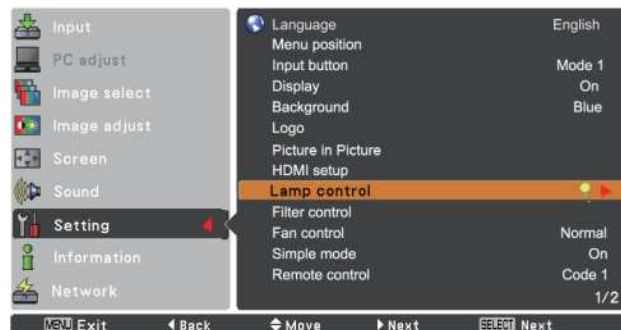 Input
PC adjust
Image select
Image adjust
Screen
Sound
Setting
Information
Network
Language English
Menu position
Input button Mode 1
Display On
Background Blue
Logo
Picture in Picture
HDMI setup
Lamp control
Filter control
Fan control Normal
Simple mode On
Remote control Code 1
1/2
MENU Exit Back Move Next SELECT Next